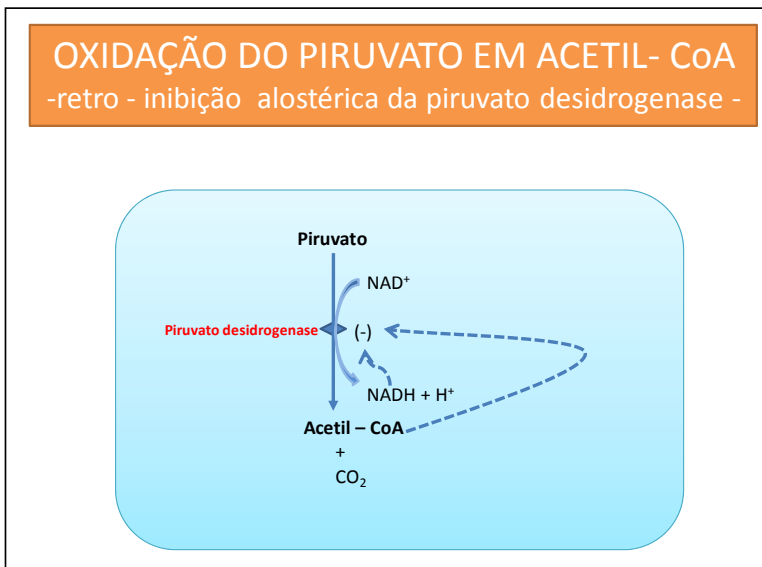 OXIDAÇÃO DO PIRUVATO EM ACETIL- CoA
-retro - inibição alostérica da piruvato desidrogenase -
Piruvato
NAD⁺
Piruvato desidrogenase
(-)
NADH + H⁺
Acetil – CoA
+
CO₂